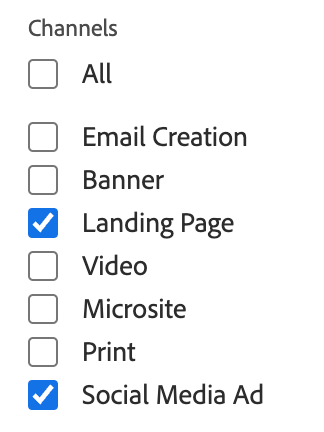 Channels
All
Email Creation
Banner
Landing Page
Video
Microsite
Print
Social Media Ad